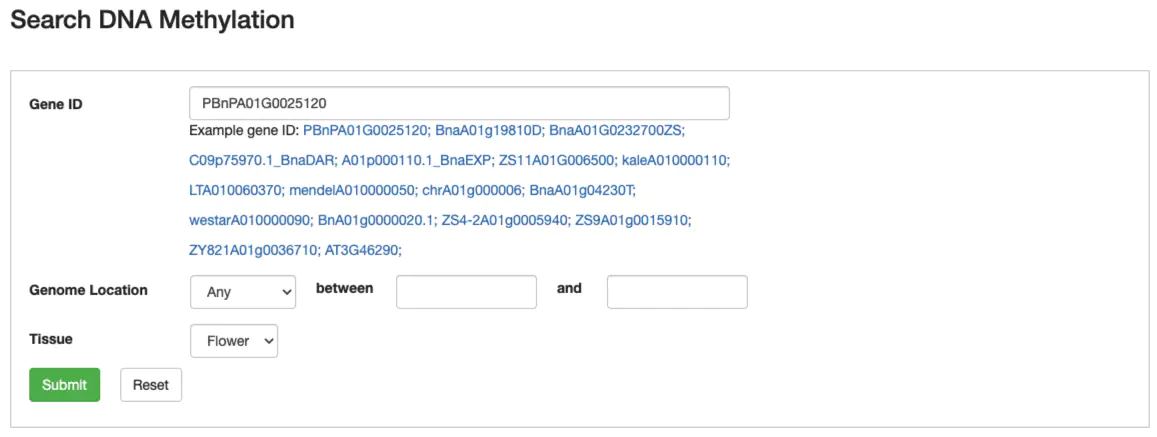 Search DNA Methylation
Gene ID
PBnPA01G0025120
Example gene ID: PBnPA01G0025120; BnaA01g19810D; BnaA01G0232700ZS;
C09p75970.1_BnaDAR; A01p000110.1_BnaEXP; ZS11A01G006500; kaleA010000110;
LTA010060370; mendelA010000050; chrA01g000006; BnaA01g04230T;
westarA010000090; BnA01g0000020.1; ZS4-2A01g0005940; ZS9A01g0015910;
ZY821A01g0036710; AT3G46290;
Genome Location Any between and
Tissue Flower
Submit Reset